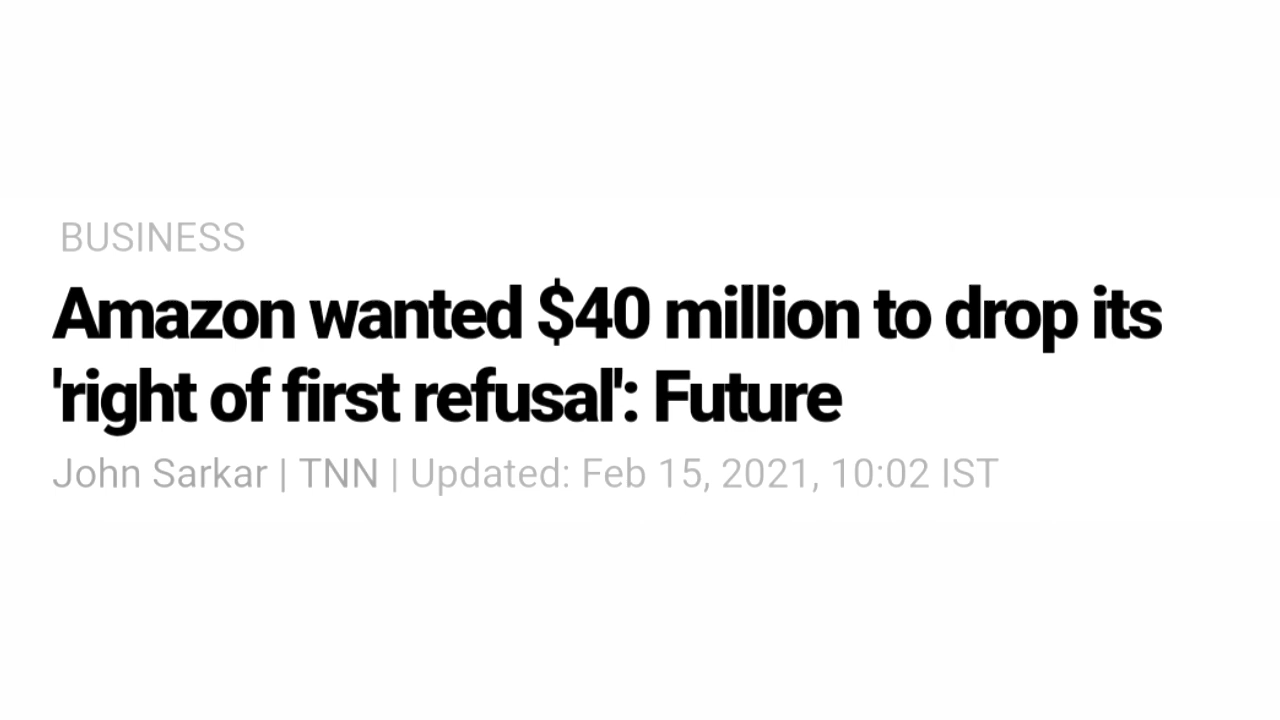 BUSINESS
Amazon wanted $40 million to drop its
'right of first refusal': Future
John Sarkar | TNN | Updated: Feb 15, 2021, 10:02 IST